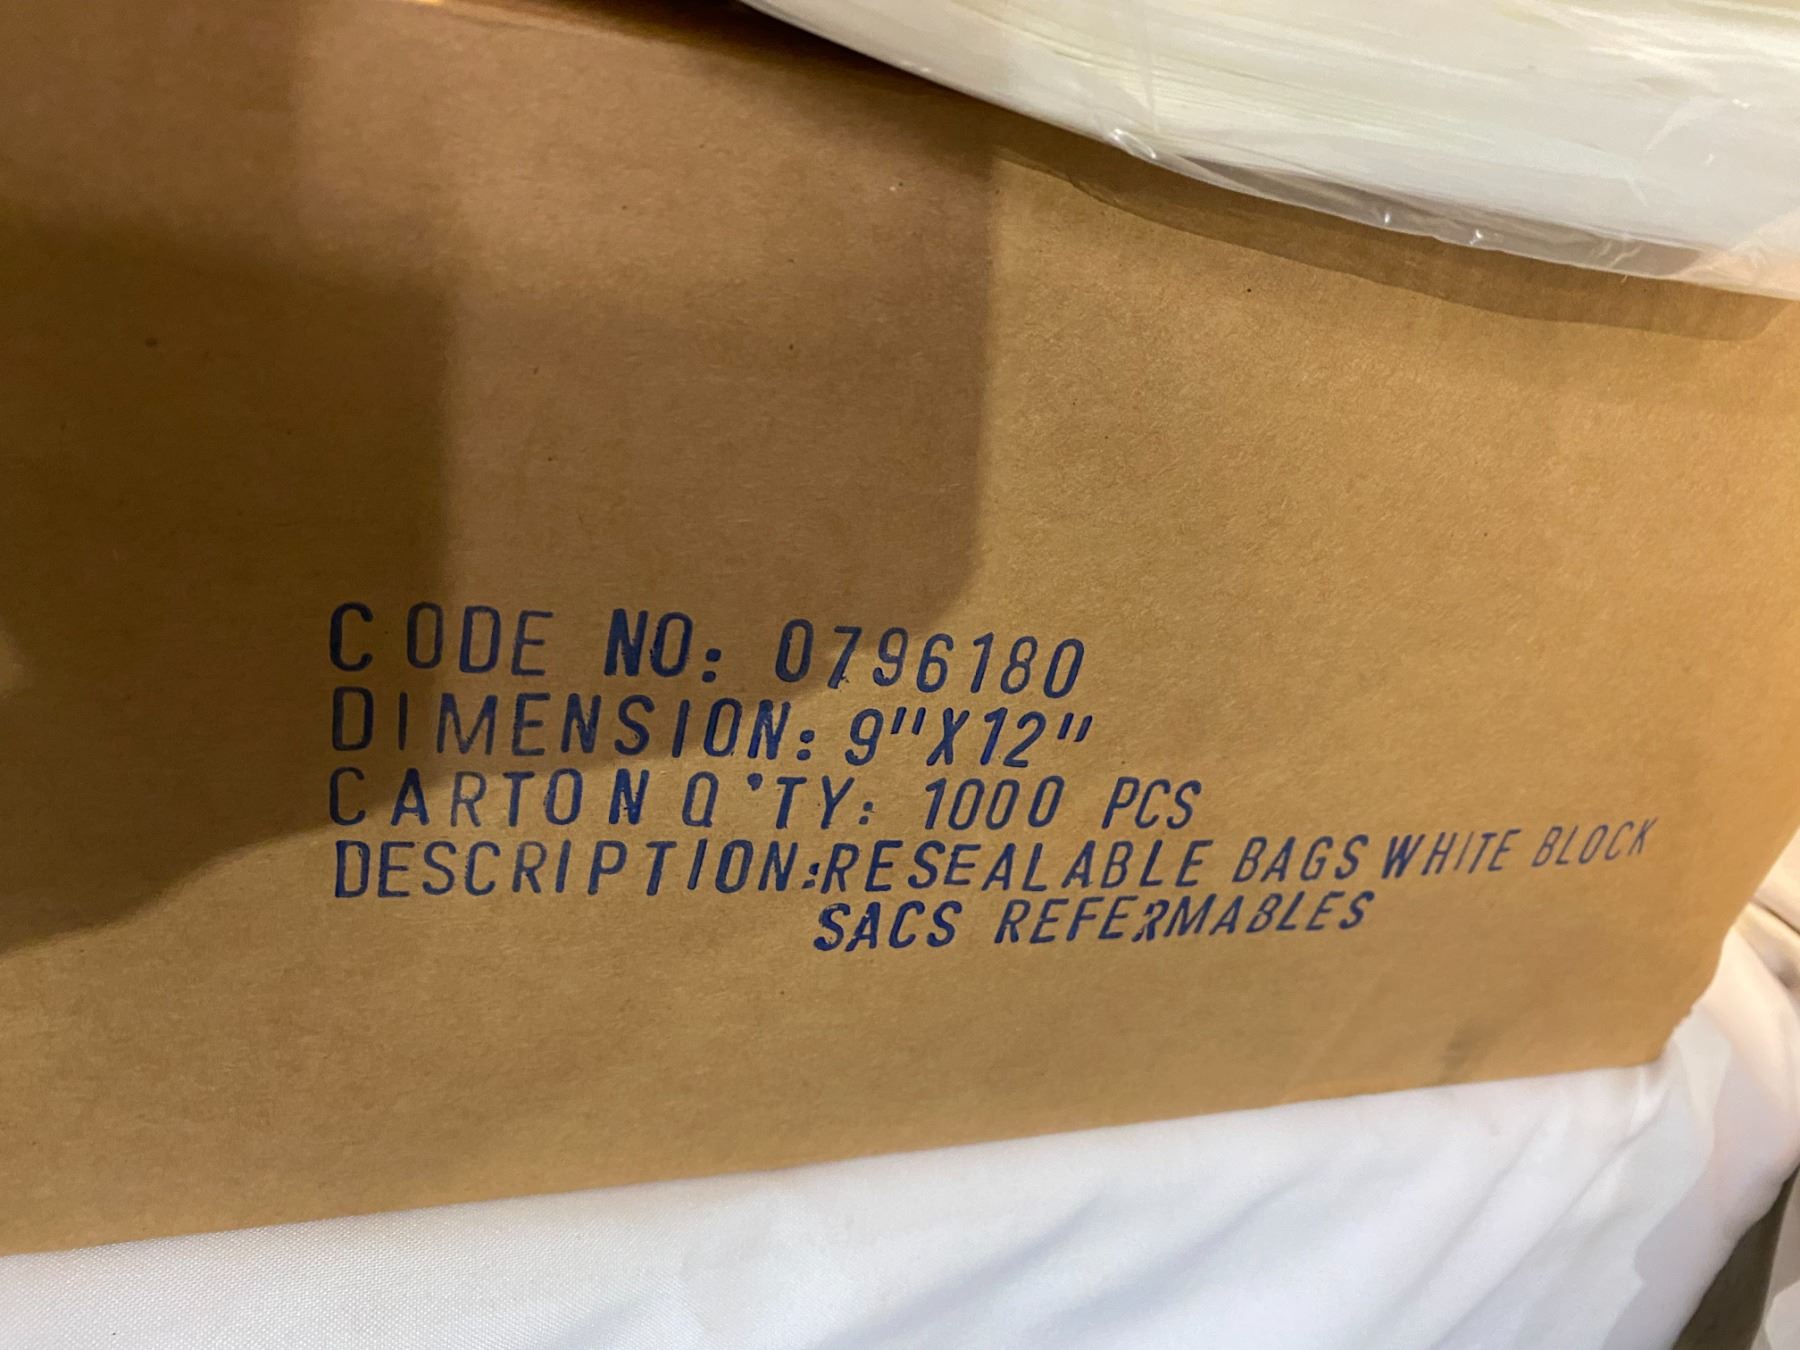 CODE NO: 0796180
DIMENSION: 9"X12"
CARTON Q'TY: 1000 PCS
DESCRIPTION:RESEALABLE BAGS WHITE BLOCK
SACS REFERMABLES